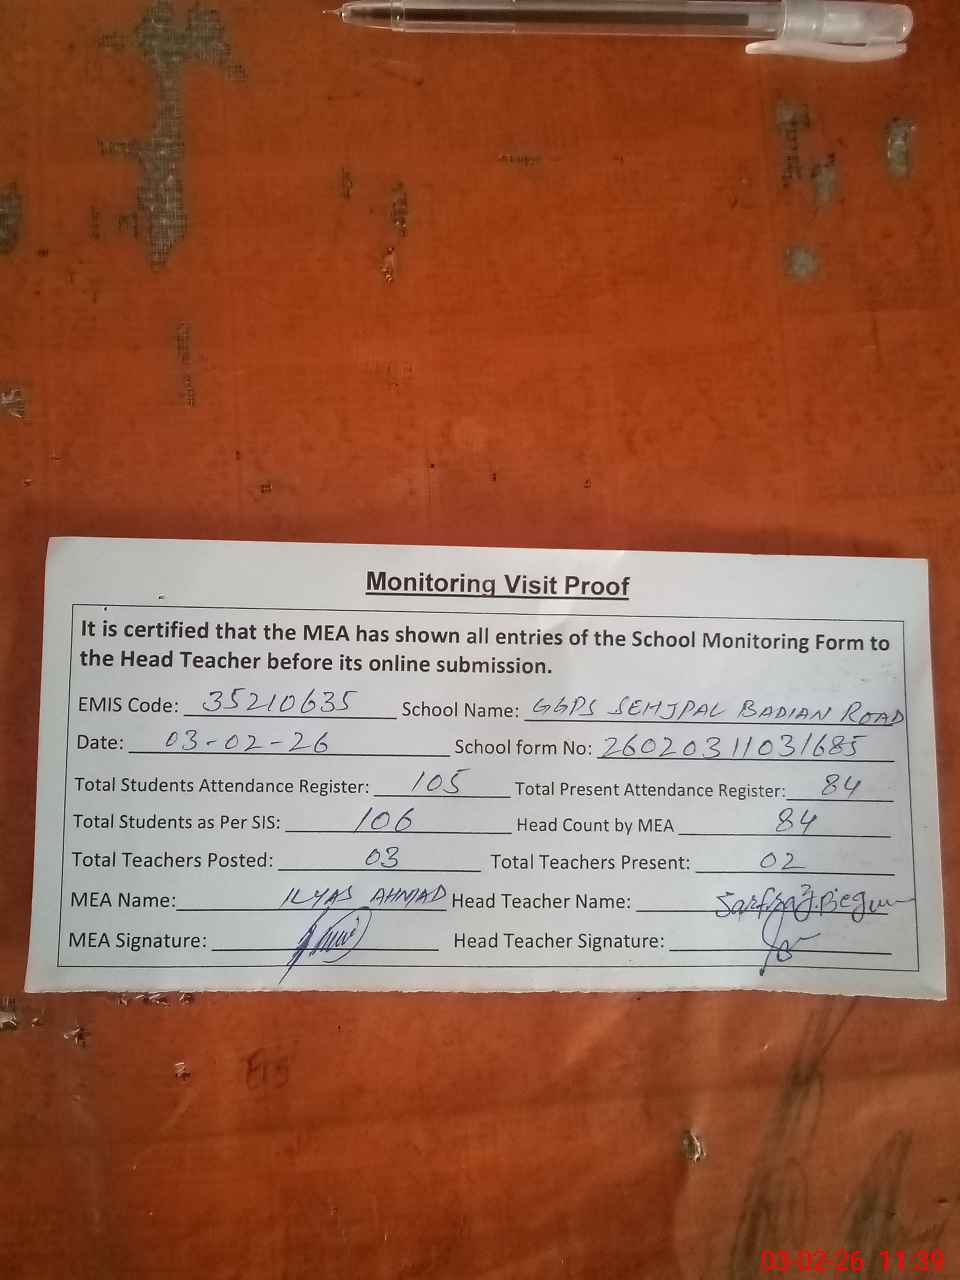 Monitoring Visit Proof
It is certified that the MEA has shown all entries of the School Monitoring Form to
the Head Teacher before its online submission.
EMIS Code: 35210635 School Name: GGPS SEHJPAL BADIAN ROAD
Date: 03-02-26 School form No: 26020311031685
Total Students Attendance Register: 105 Total Present Attendance Register: 84
Total Students as Per SIS: 106 Head Count by MEA 84
Total Teachers Posted: 03 Total Teachers Present: 02
MEA Name: ILYAS AHMAD Head Teacher Name: Sarfraz Begum
MEA Signature: Head Teacher Signature:
E15
03-02-26 11:39